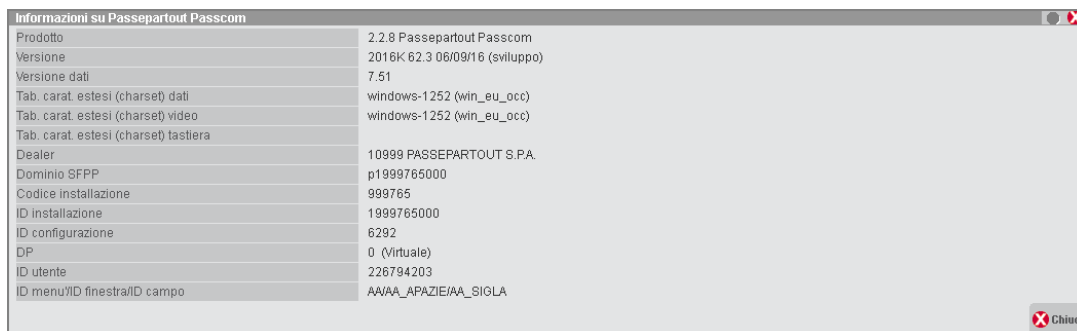 Informazioni su Passepartout Passcom
Prodotto 2.2.8 Passepartout Passcom
Versione 2016K 62.3 06/09/16 (sviluppo)
Versione dati 7.51
Tab. carat. estesi (charset) dati windows-1252 (win_eu_occ)
Tab. carat. estesi (charset) video windows-1252 (win_eu_occ)
Tab. carat. estesi (charset) tastiera
Dealer 10999 PASSEPARTOUT S.P.A.
Dominio SFPP p1999765000
Codice installazione 999765
ID installazione 1999765000
ID configurazione 6292
DP 0 (Virtuale)
ID utente 226794203
ID menu'/ID finestra/ID campo AA/AA_APAZIE/AA_SIGLA